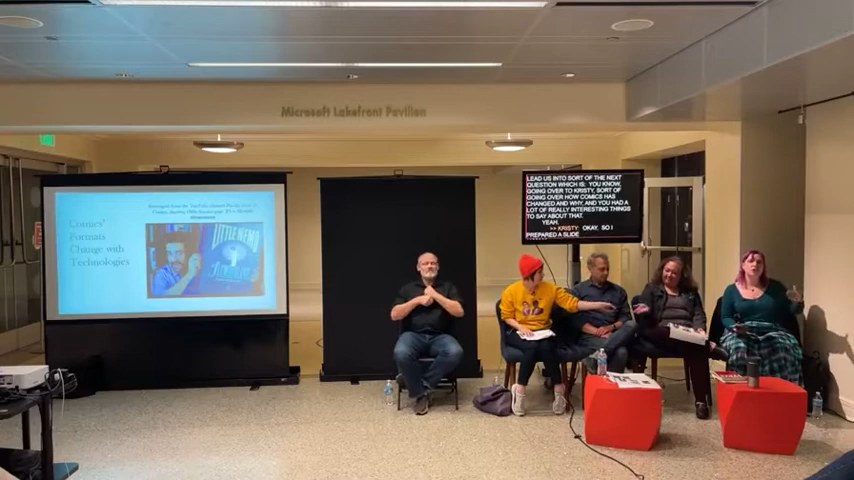 Microsoft Lakefront Pavilion
LEAD US INTO SORT OF THE NEXT
QUESTION WHICH IS: YOU KNOW,
GOING OVER TO KRISTY, SORT OF
GOING OVER HOW COMICS HAS
CHANGED AND WHY, AND YOU HAD A
LOT OF REALLY INTERESTING THINGS
TO SAY ABOUT THAT.
YEAH.
>> KRISTY OKAY. SO I
PREPARED A SLIDE
Comics'
Formats
Change with
Technologies
LITTLE NEMO